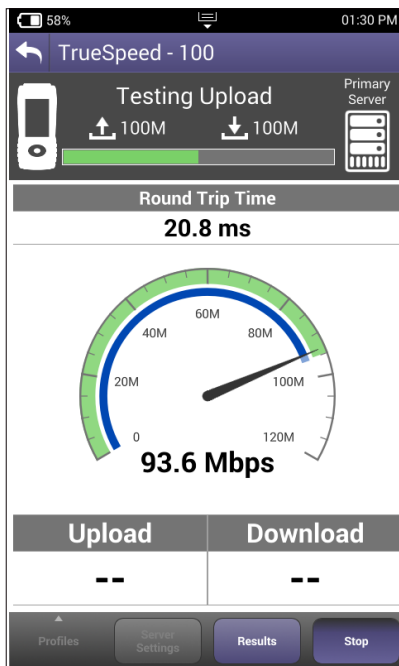 58%
01:30 PM
TrueSpeed - 100
Testing Upload
Primary
Server
100M
100M
Round Trip Time
20.8 ms
60M
40M
80M
20M
100M
0
120M
93.6 Mbps
Upload
Download
--
--
Profiles
Server
Settings
Results
Stop